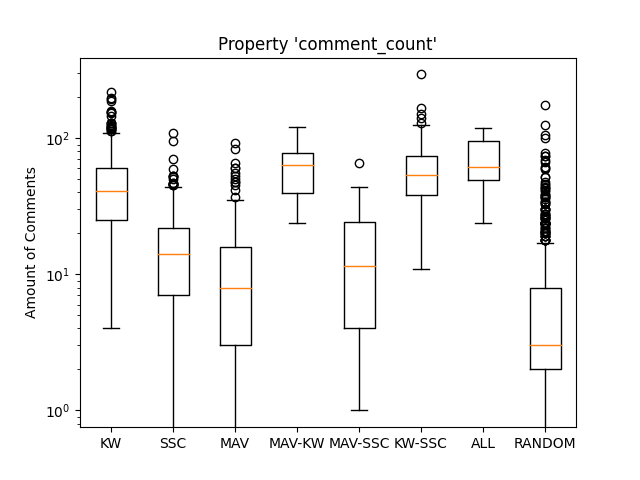 Property 'comment_count'
Amount of Comments
10²
10¹
10⁰
KW SSC MAV MAV-KW MAV-SSC KW-SSC ALL RANDOM